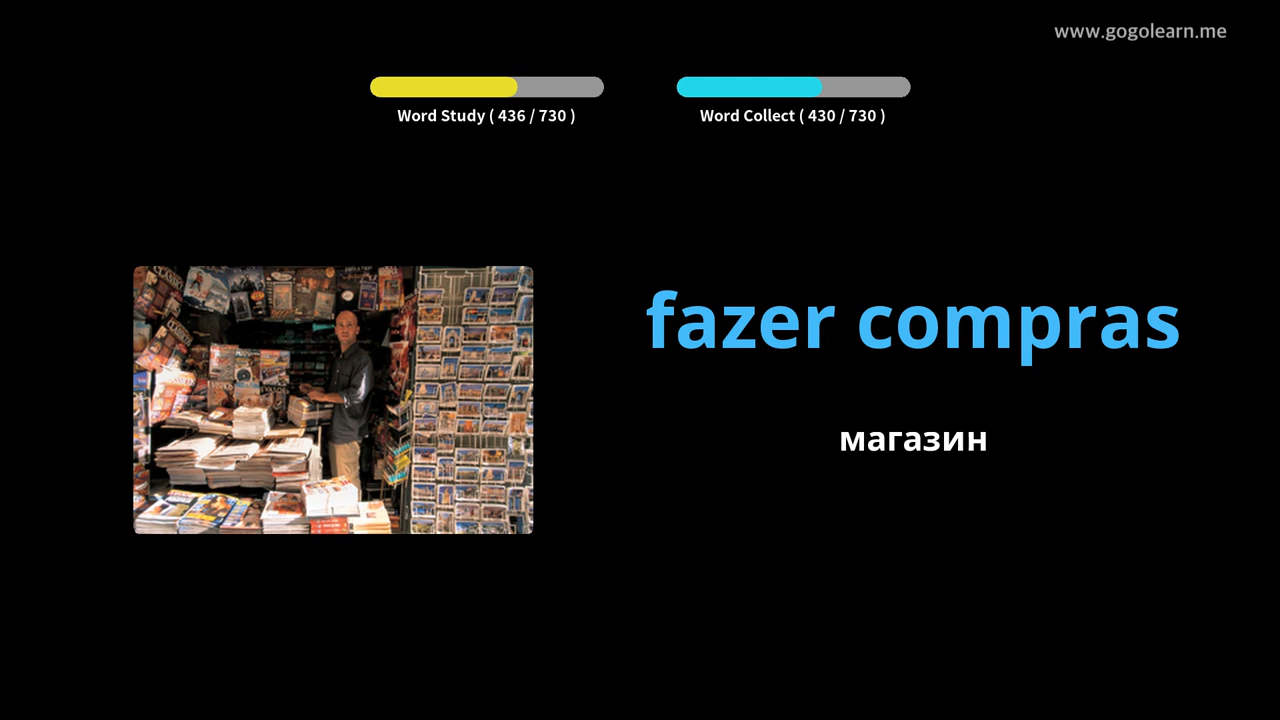 www.gogolearn.me
Word Study ( 436 / 730 )
Word Collect ( 430 / 730 )
fazer compras
магазин